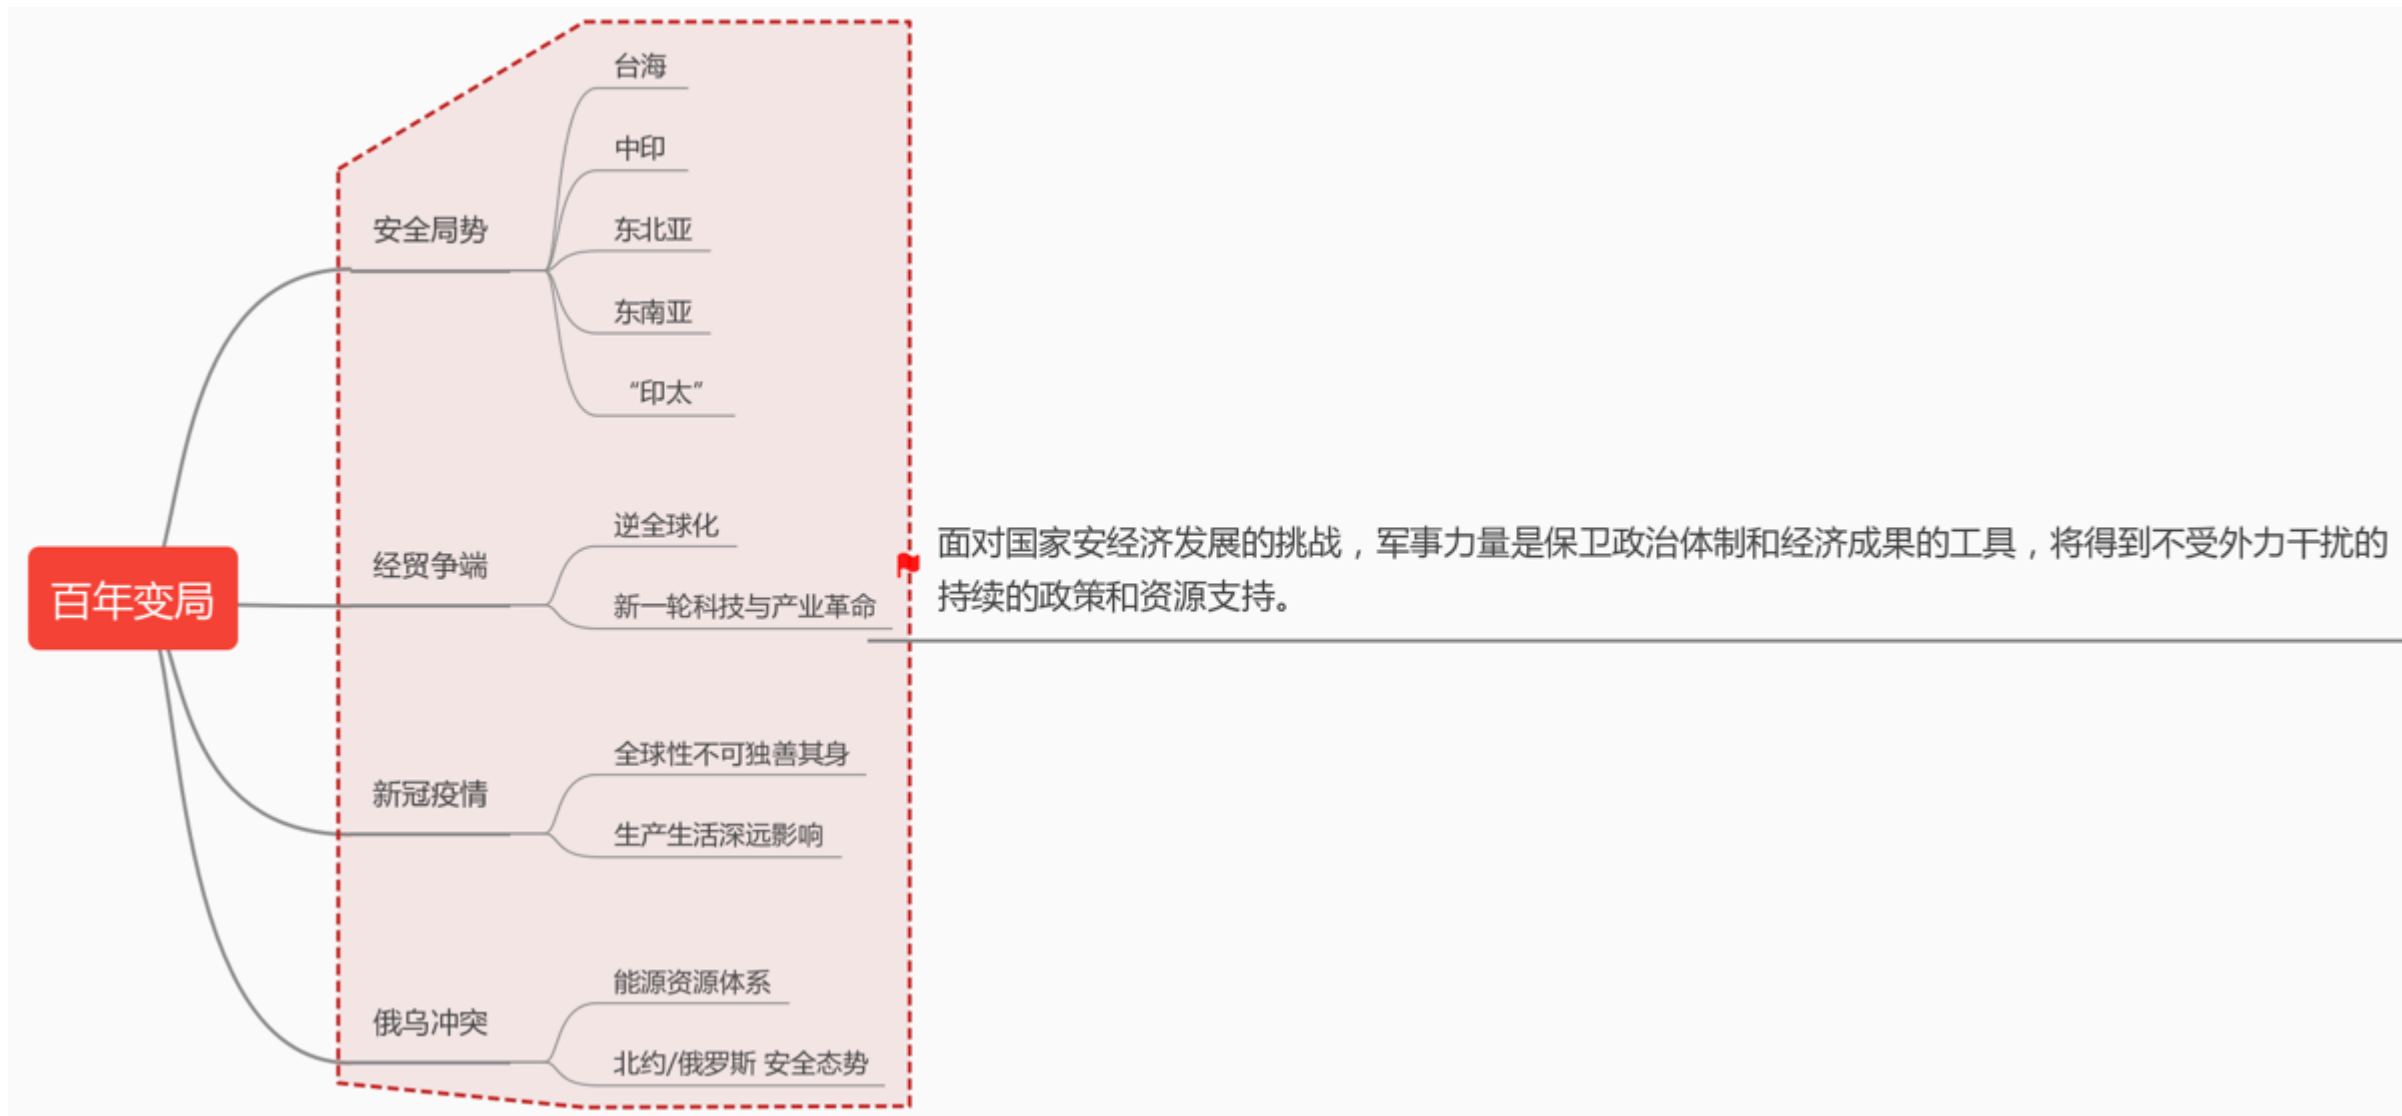 百年变局
安全局势
台海
中印
东北亚
东南亚
“印太”
经贸争端
逆全球化
新一轮科技与产业革命
新冠疫情
全球性不可独善其身
生产生活深远影响
俄乌冲突
能源资源体系
北约/俄罗斯 安全态势
面对国家安经济发展的挑战，军事力量是保卫政治体制和经济成果的工具，将得到不受外力干扰的
持续的政策和资源支持。